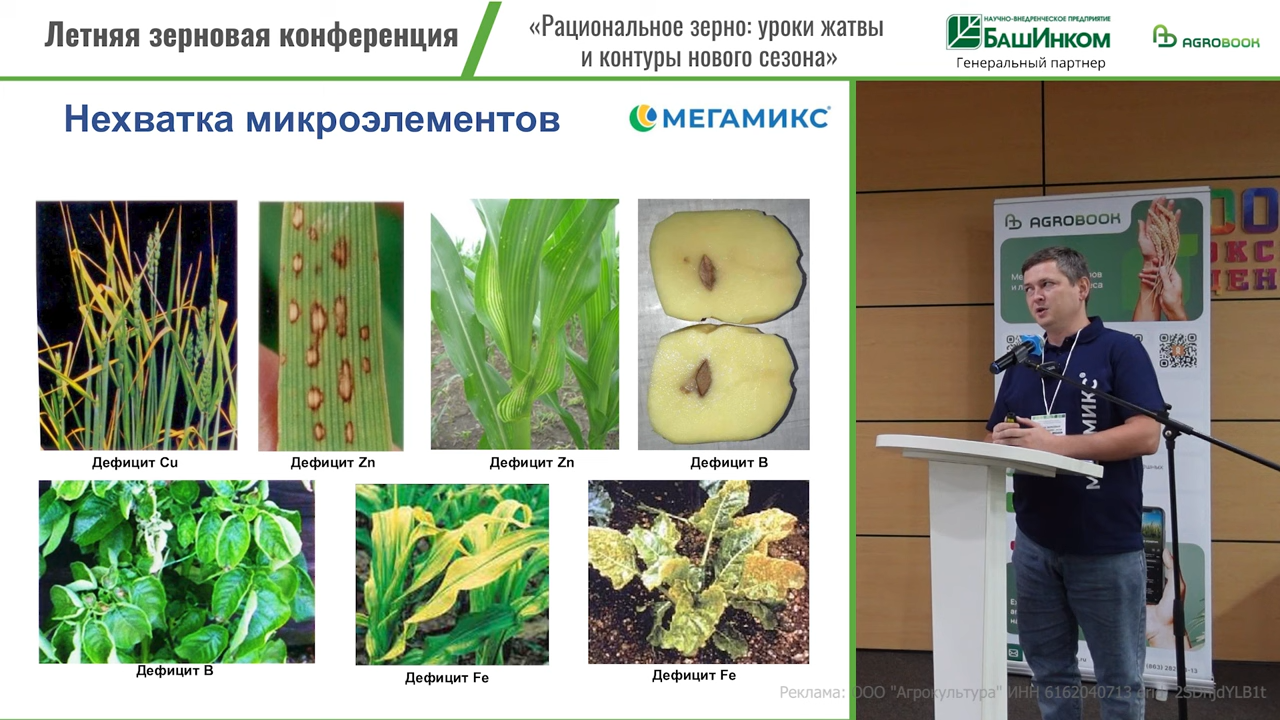 Летняя зерновая конференция
«Рациональное зерно: уроки жатвы
и контуры нового сезона»
НАУЧНО-ВНЕДРЕНЧЕСКОЕ ПРЕДПРИЯТИЕ
БАШИНКОМ
Генеральный партнер
AGROBOOK
Нехватка микроэлементов
МЕГАМИКС
Дефицит Cu
Дефицит Zn
Дефицит Zn
Дефицит B
Дефицит B
Дефицит Fe
Дефицит Fe
AGROBOOK
МЕГАМИКС
Реклама: ООО "Агрокультура" ИНН 6162040713